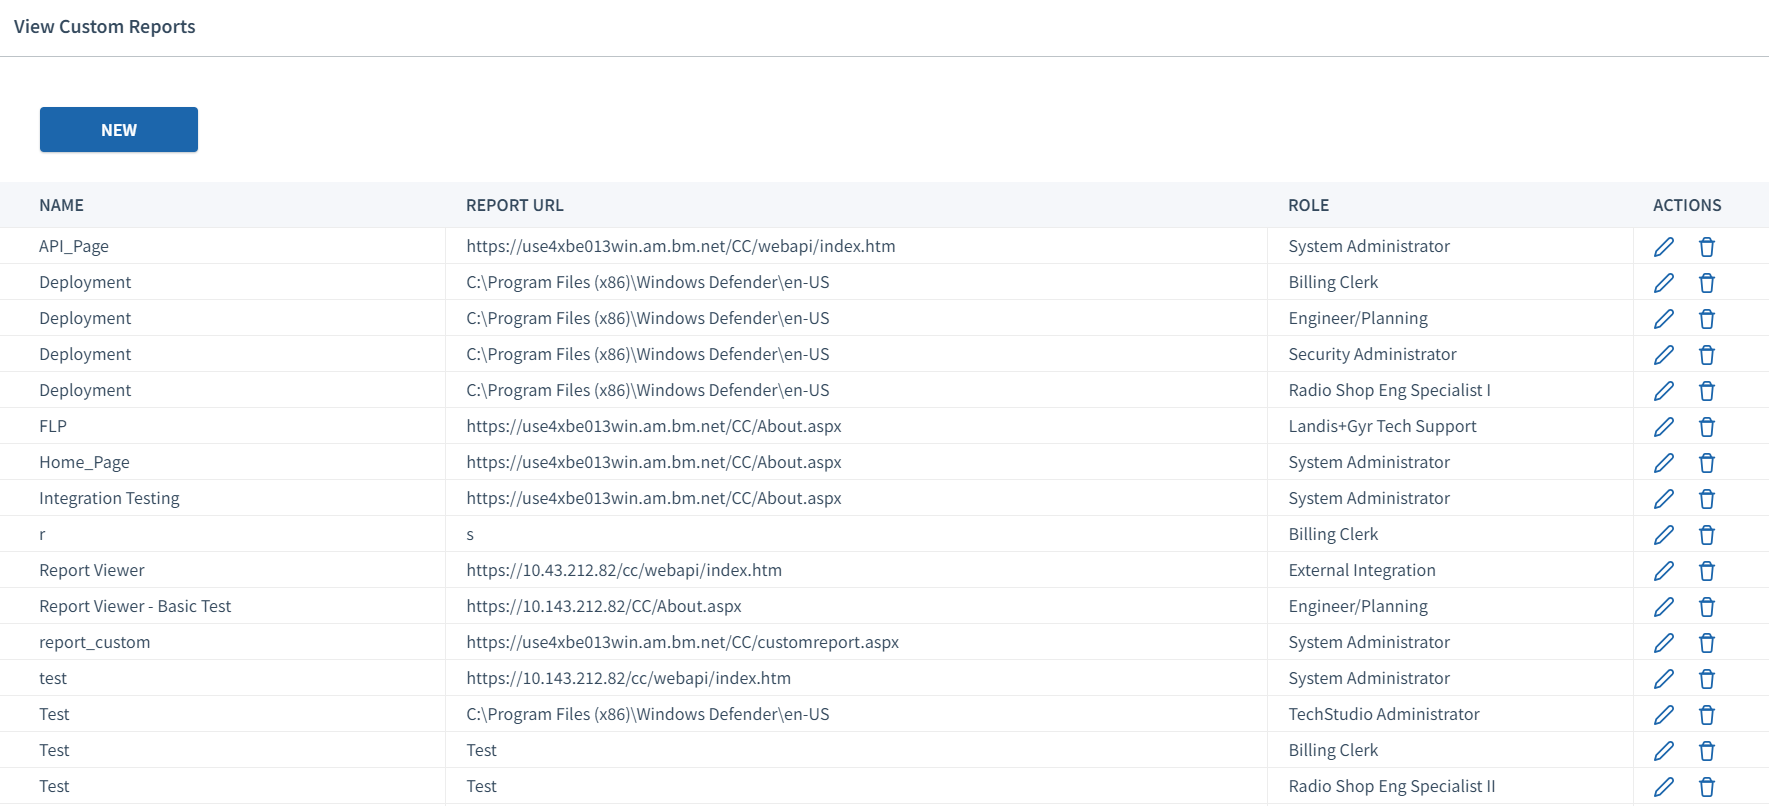 View Custom Reports
NEW
NAME REPORT URL ROLE ACTIONS
API_Page https://use4xbe013win.am.bm.net/CC/webapi/index.htm System Administrator
Deployment C:\Program Files (x86)\Windows Defender\en-US Billing Clerk
Deployment C:\Program Files (x86)\Windows Defender\en-US Engineer/Planning
Deployment C:\Program Files (x86)\Windows Defender\en-US Security Administrator
Deployment C:\Program Files (x86)\Windows Defender\en-US Radio Shop Eng Specialist I
FLP https://use4xbe013win.am.bm.net/CC/About.aspx Landis+Gyr Tech Support
Home_Page https://use4xbe013win.am.bm.net/CC/About.aspx System Administrator
Integration Testing https://use4xbe013win.am.bm.net/CC/About.aspx System Administrator
r s Billing Clerk
Report Viewer https://10.43.212.82/cc/webapi/index.htm External Integration
Report Viewer - Basic Test https://10.143.212.82/CC/About.aspx Engineer/Planning
report_custom https://use4xbe013win.am.bm.net/CC/customreport.aspx System Administrator
test https://10.143.212.82/cc/webapi/index.htm System Administrator
Test C:\Program Files (x86)\Windows Defender\en-US TechStudio Administrator
Test Test Billing Clerk
Test Test Radio Shop Eng Specialist II